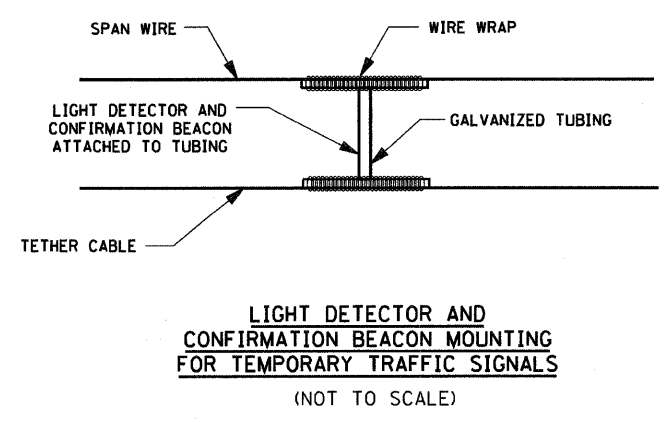 SPAN WIRE
WIRE WRAP
LIGHT DETECTOR AND
CONFIRMATION BEACON
ATTACHED TO TUBING
GALVANIZED TUBING
TETHER CABLE
LIGHT DETECTOR AND
CONFIRMATION BEACON MOUNTING
FOR TEMPORARY TRAFFIC SIGNALS
(NOT TO SCALE)